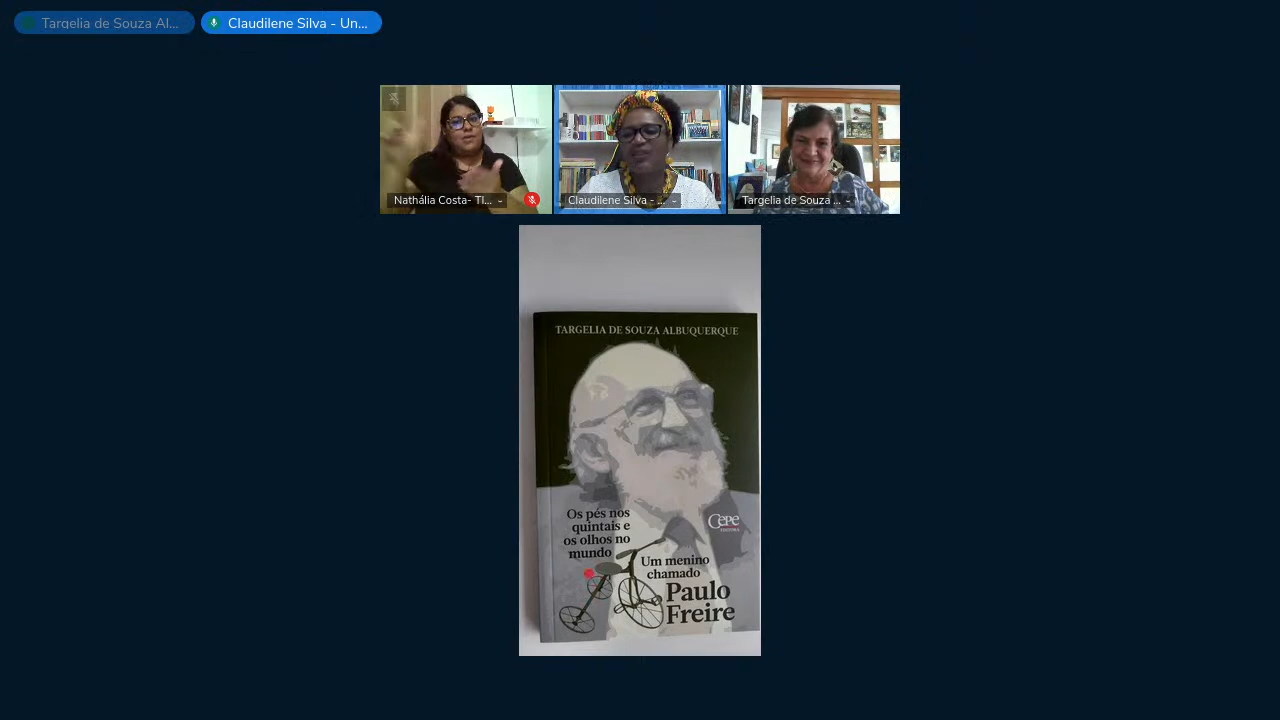 Targelia de Souza Al...
Claudilene Silva - Un...
Nathália Costa- TI...
Claudilene Silva - ...
Targelia de Souza ...
TARGELIA DE SOUZA ALBUQUERQUE
Os pés nos
quintais e
os olhos no
mundo
Cepe
EDITORA
Um menino
chamado
Paulo
Freire